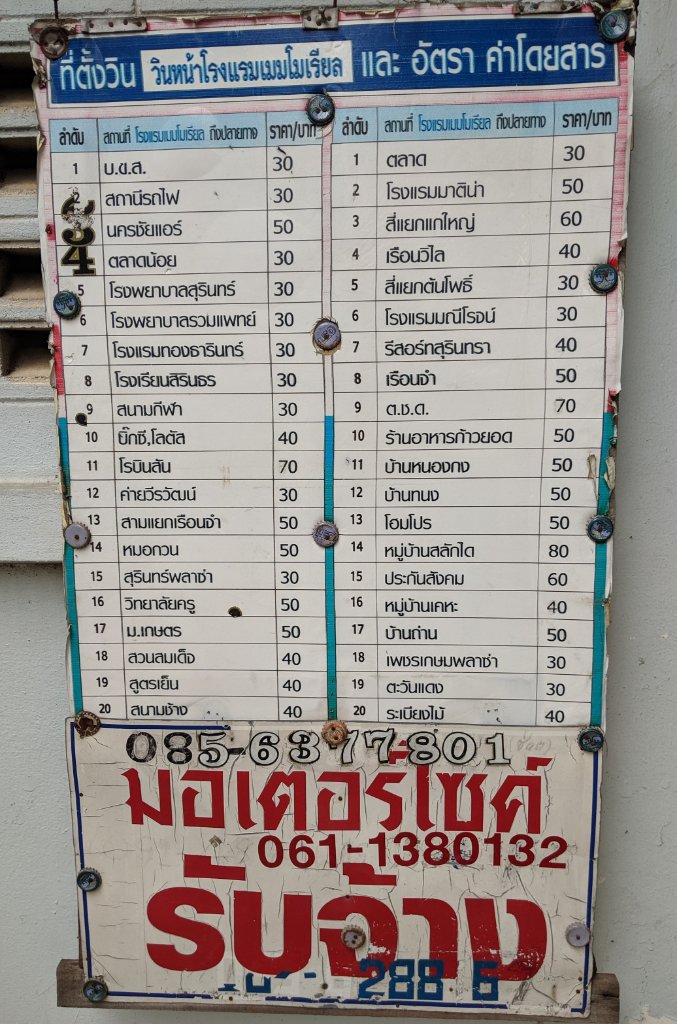 ที่ตั้งวิน วินหน้าโรงแรมเมมโมเรียล และ อัตรา ค่าโดยสาร
ลำดับ สถานที่ โรงแรมเมมโมเรียล ถึงปลายทาง ราคา/บาท
1 บ.ข.ส. 30
2 สถานีรถไฟ 30
3 นครชัยแอร์ 50
4 ตลาดน้อย 30
5 โรงพยาบาลสุรินทร์ 30
6 โรงพยาบาลรวมแพทย์ 30
7 โรงแรมทองธารินทร์ 30
8 โรงเรียนสิรินธร 30
9 สนามกีฬา 30
10 บิ๊กซี,โลตัส 40
11 โรบินสัน 70
12 ค่ายวีรวัฒน์ 30
13 สามแยกเรือนจำ 50
14 หมอกวน 50
15 สุรินทร์พลาซ่า 30
16 วิทยาลัยครู 50
17 ม.เกษตร 50
18 สวนสมเด็จ 40
19 สูตรเย็น 40
20 สนามช้าง 40
ลำดับ สถานที่ โรงแรมเมมโมเรียล ถึงปลายทาง ราคา/บาท
1 ตลาด 30
2 โรงแรมมาติน่า 50
3 สี่แยกแกใหญ่ 60
4 เรือนวิไล 40
5 สี่แยกต้นโพธิ์ 30
6 โรงแรมมณีโรจน์ 30
7 รีสอร์ทสุรินทรา 40
8 เรือนจำ 50
9 ต.ช.ด. 70
10 ร้านอาหารก้าวยอด 50
11 บ้านหนองกง 50
12 บ้านทนง 50
13 โฮมโปร 50
14 หมู่บ้านสลักได 80
15 ประกันสังคม 60
16 หมู่บ้านเคหะ 40
17 บ้านถ่าน 50
18 เพชรเกษมพลาซ่า 30
19 ตะวันแดง 30
20 ระเบียงไม้ 40
085-6377801
มอเตอร์ไซค์
061-1380132
รับจ้าง